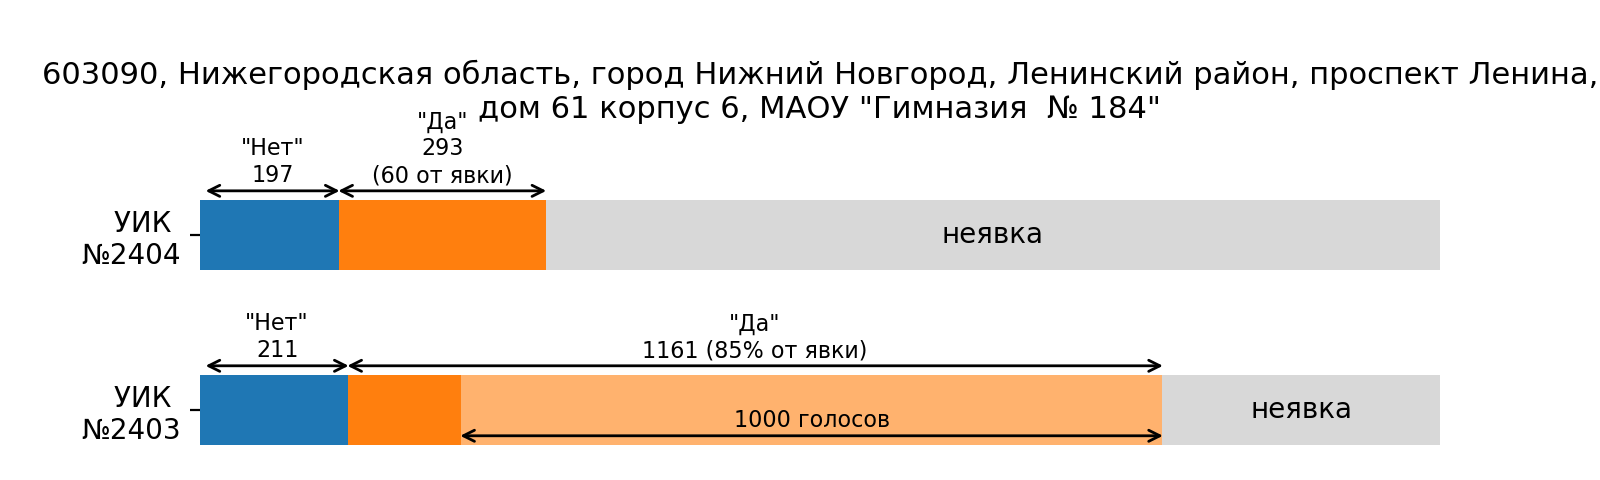 603090, Нижегородская область, город Нижний Новгород, Ленинский район, проспект Ленина,
дом 61 корпус 6, МАОУ "Гимназия  № 184"
"Нет"
197
"Да"
293
(60 от явки)
УИК
№2404
неявка
"Нет"
211
"Да"
1161 (85% от явки)
УИК
№2403
1000 голосов
неявка